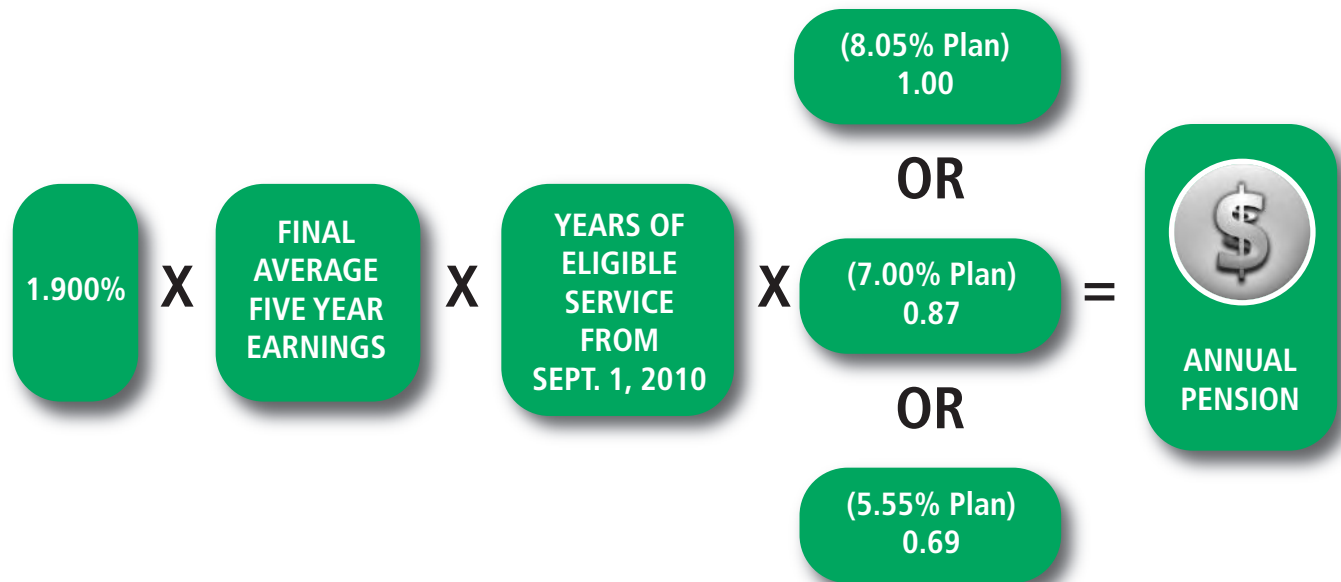 1.900%
X
FINAL
AVERAGE
FIVE YEAR
EARNINGS
X
YEARS OF
ELIGIBLE
SERVICE
FROM
SEPT. 1, 2010
X
(8.05% Plan)
1.00
OR
(7.00% Plan)
0.87
OR
(5.55% Plan)
0.69
=
$
ANNUAL
PENSION